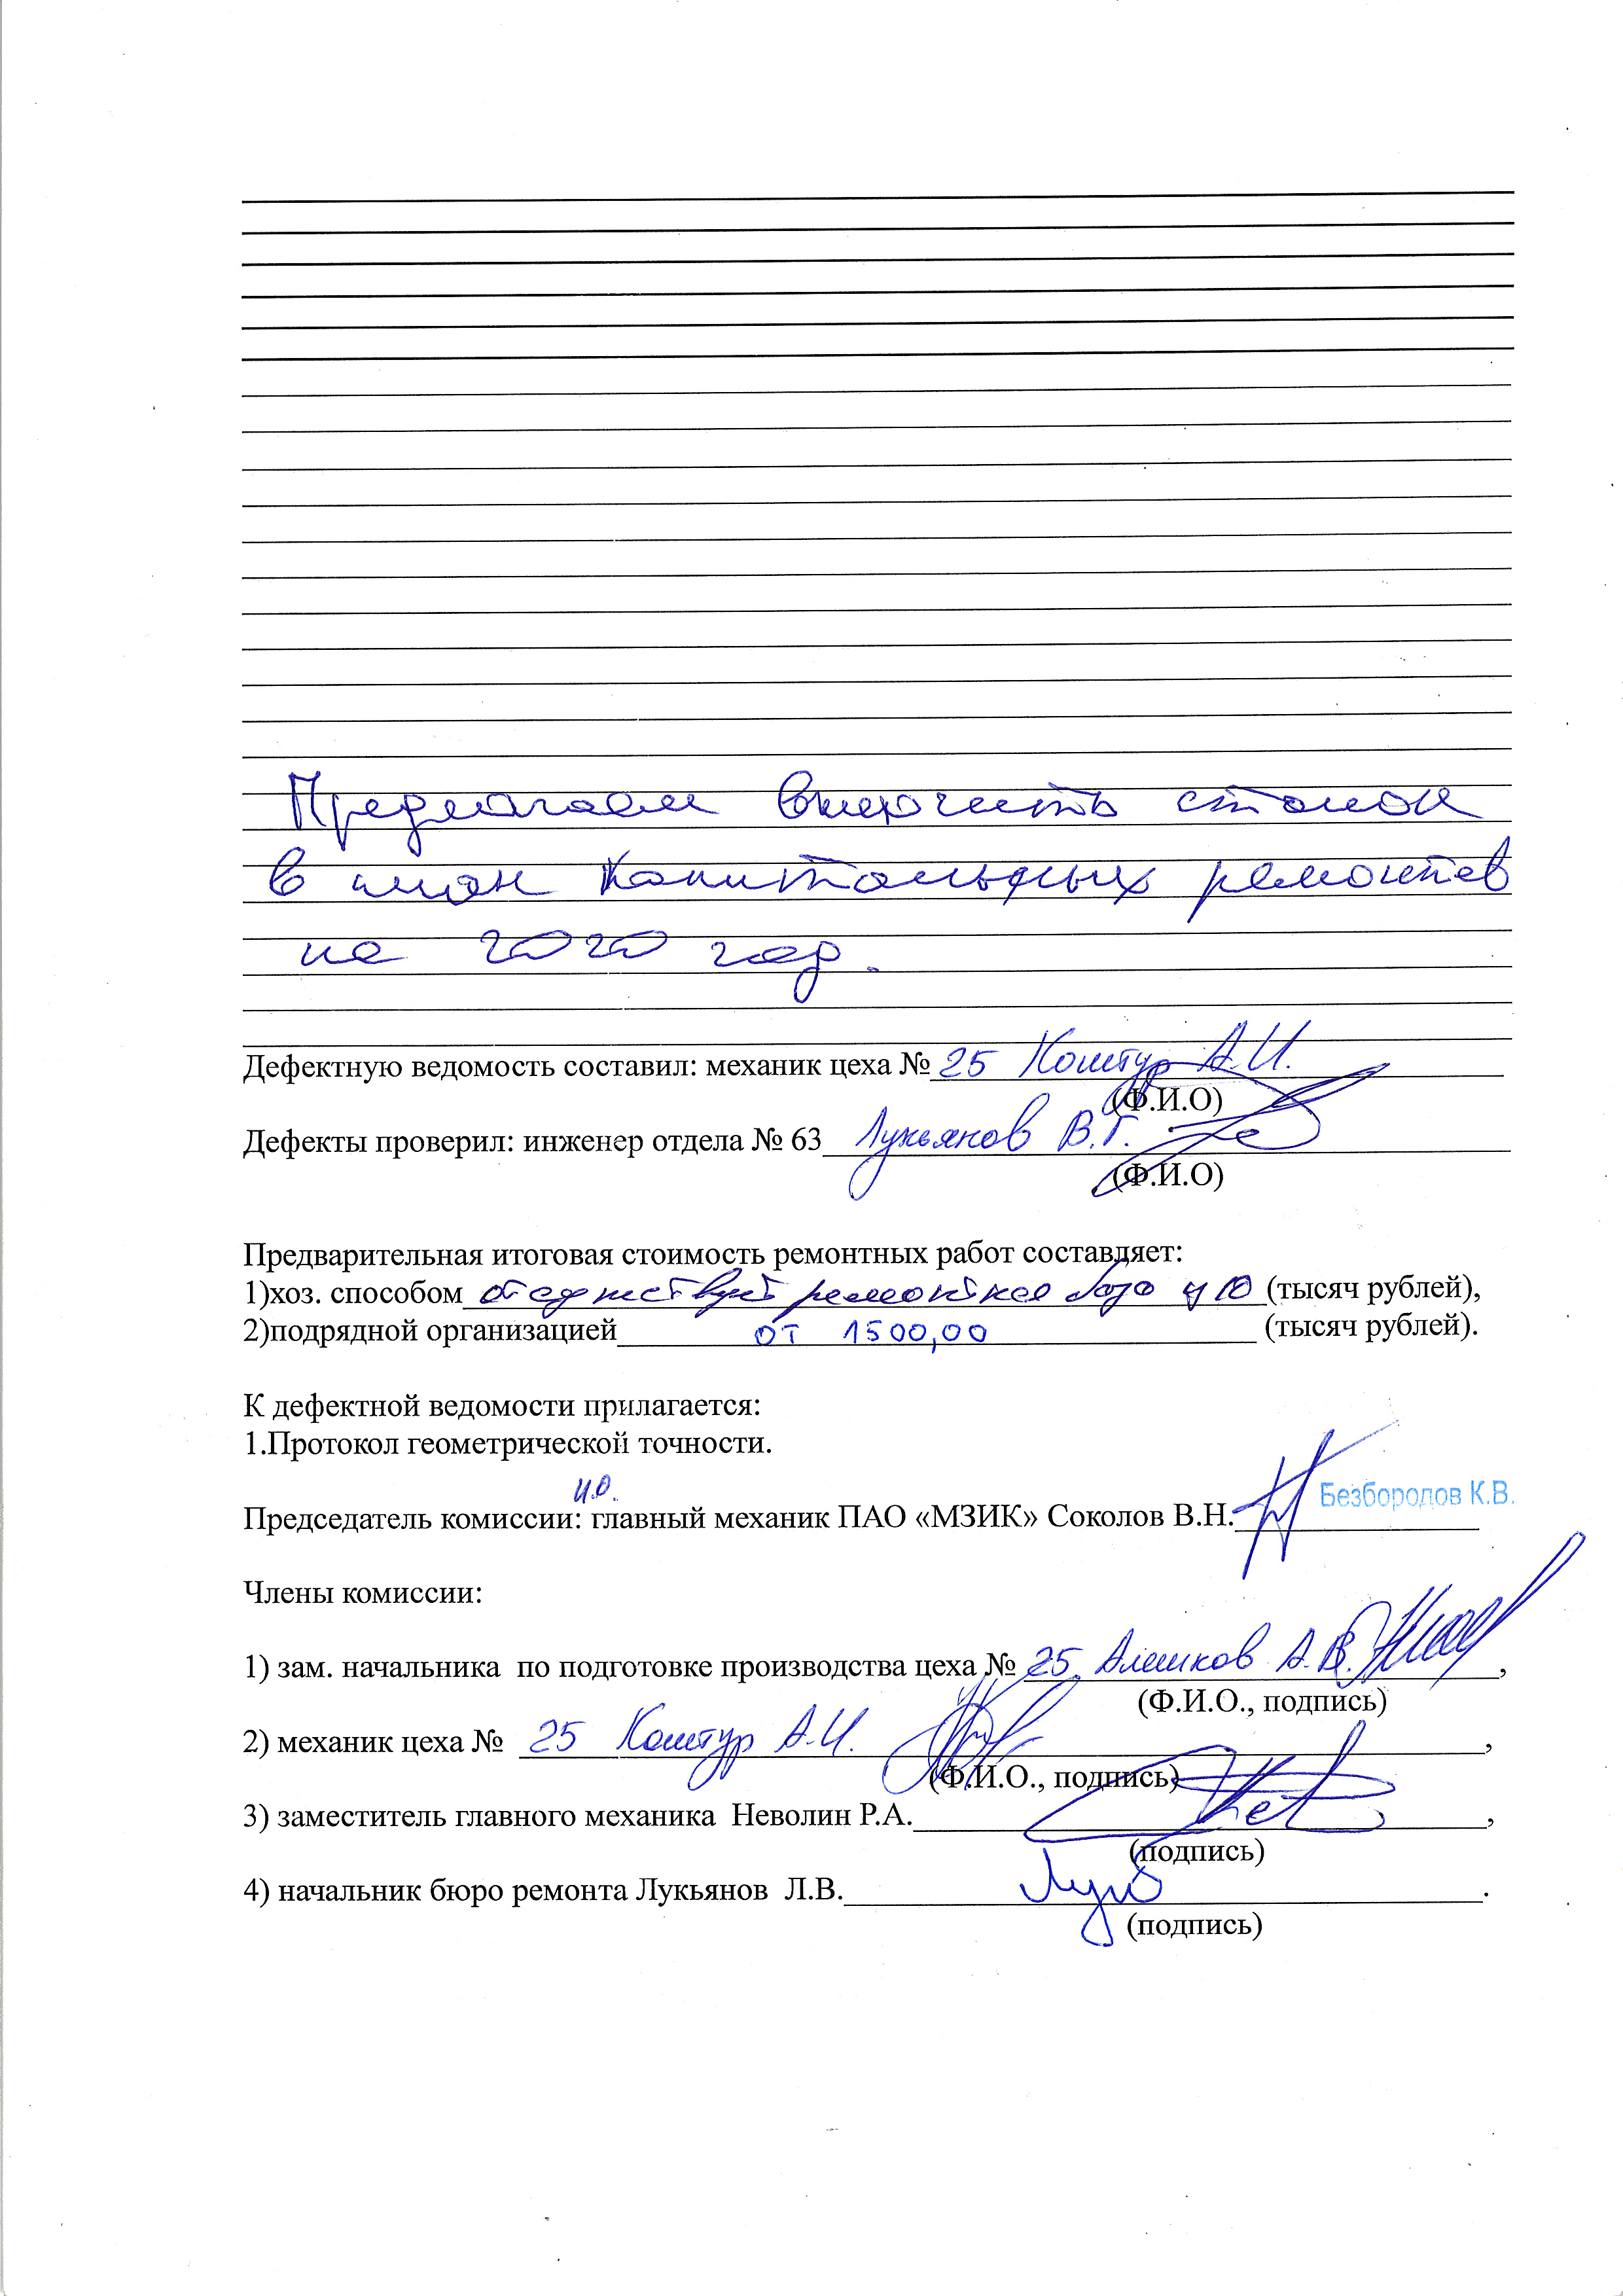 Предлагаем включить станок
в план капитальных ремонтов
на 2020 год.
Дефектную ведомость составил: механик цеха № 25 Коштур А.И.
(Ф.И.О)
Дефекты проверил: инженер отдела № 63 Лукьянов В.Г.
(Ф.И.О)
Предварительная итоговая стоимость ремонтных работ составляет:
1)хоз. способом отсутствует ремонтная база (тысяч рублей),
2)подрядной организацией от 1500,00 (тысяч рублей).
К дефектной ведомости прилагается:
1.Протокол геометрической точности.
и.о.
Председатель комиссии: главный механик ПАО «МЗИК» Соколов В.Н. Безбородов К.В.
Члены комиссии:
1) зам. начальника по подготовке производства цеха № 25 Алешков А.В.,
(Ф.И.О., подпись)
2) механик цеха № 25 Коштур А.И.,
(Ф.И.О., подпись)
3) заместитель главного механика Неволин Р.А.,
(подпись)
4) начальник бюро ремонта Лукьянов Л.В.
(подпись)